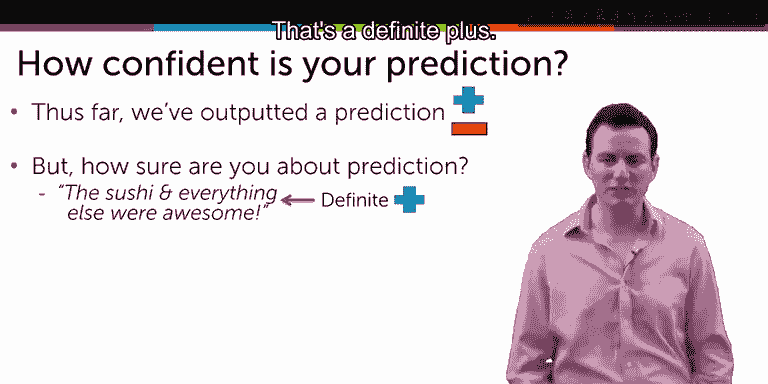 That's a definite plus.
How confident is your prediction?
• Thus far, we've outputted a prediction
• But, how sure are you about prediction?
- "The sushi & everything
else were awesome!" Definite